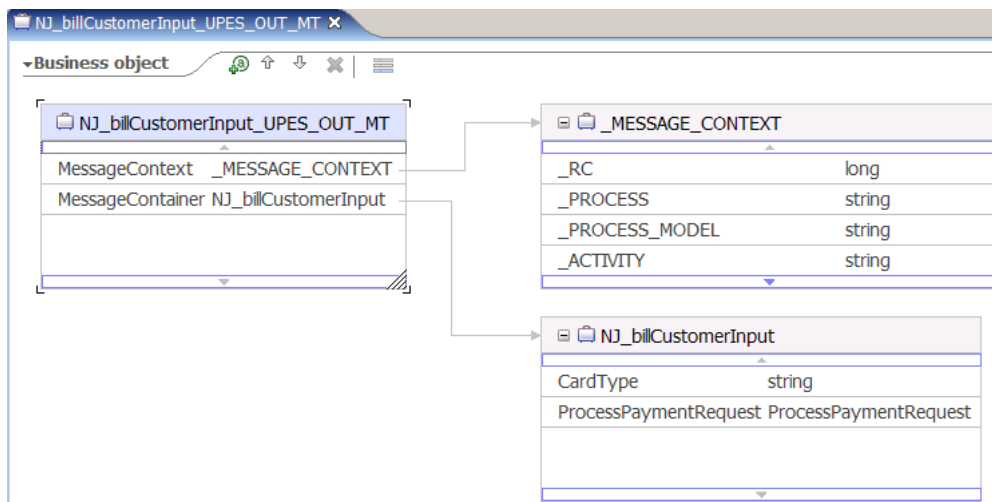 NJ_billCustomerInput_UPES_OUT_MT
Business object
NJ_billCustomerInput_UPES_OUT_MT
MessageContext _MESSAGE_CONTEXT
MessageContainer NJ_billCustomerInput
_MESSAGE_CONTEXT
_RC long
_PROCESS string
_PROCESS_MODEL string
_ACTIVITY string
NJ_billCustomerInput
CardType string
ProcessPaymentRequest ProcessPaymentRequest